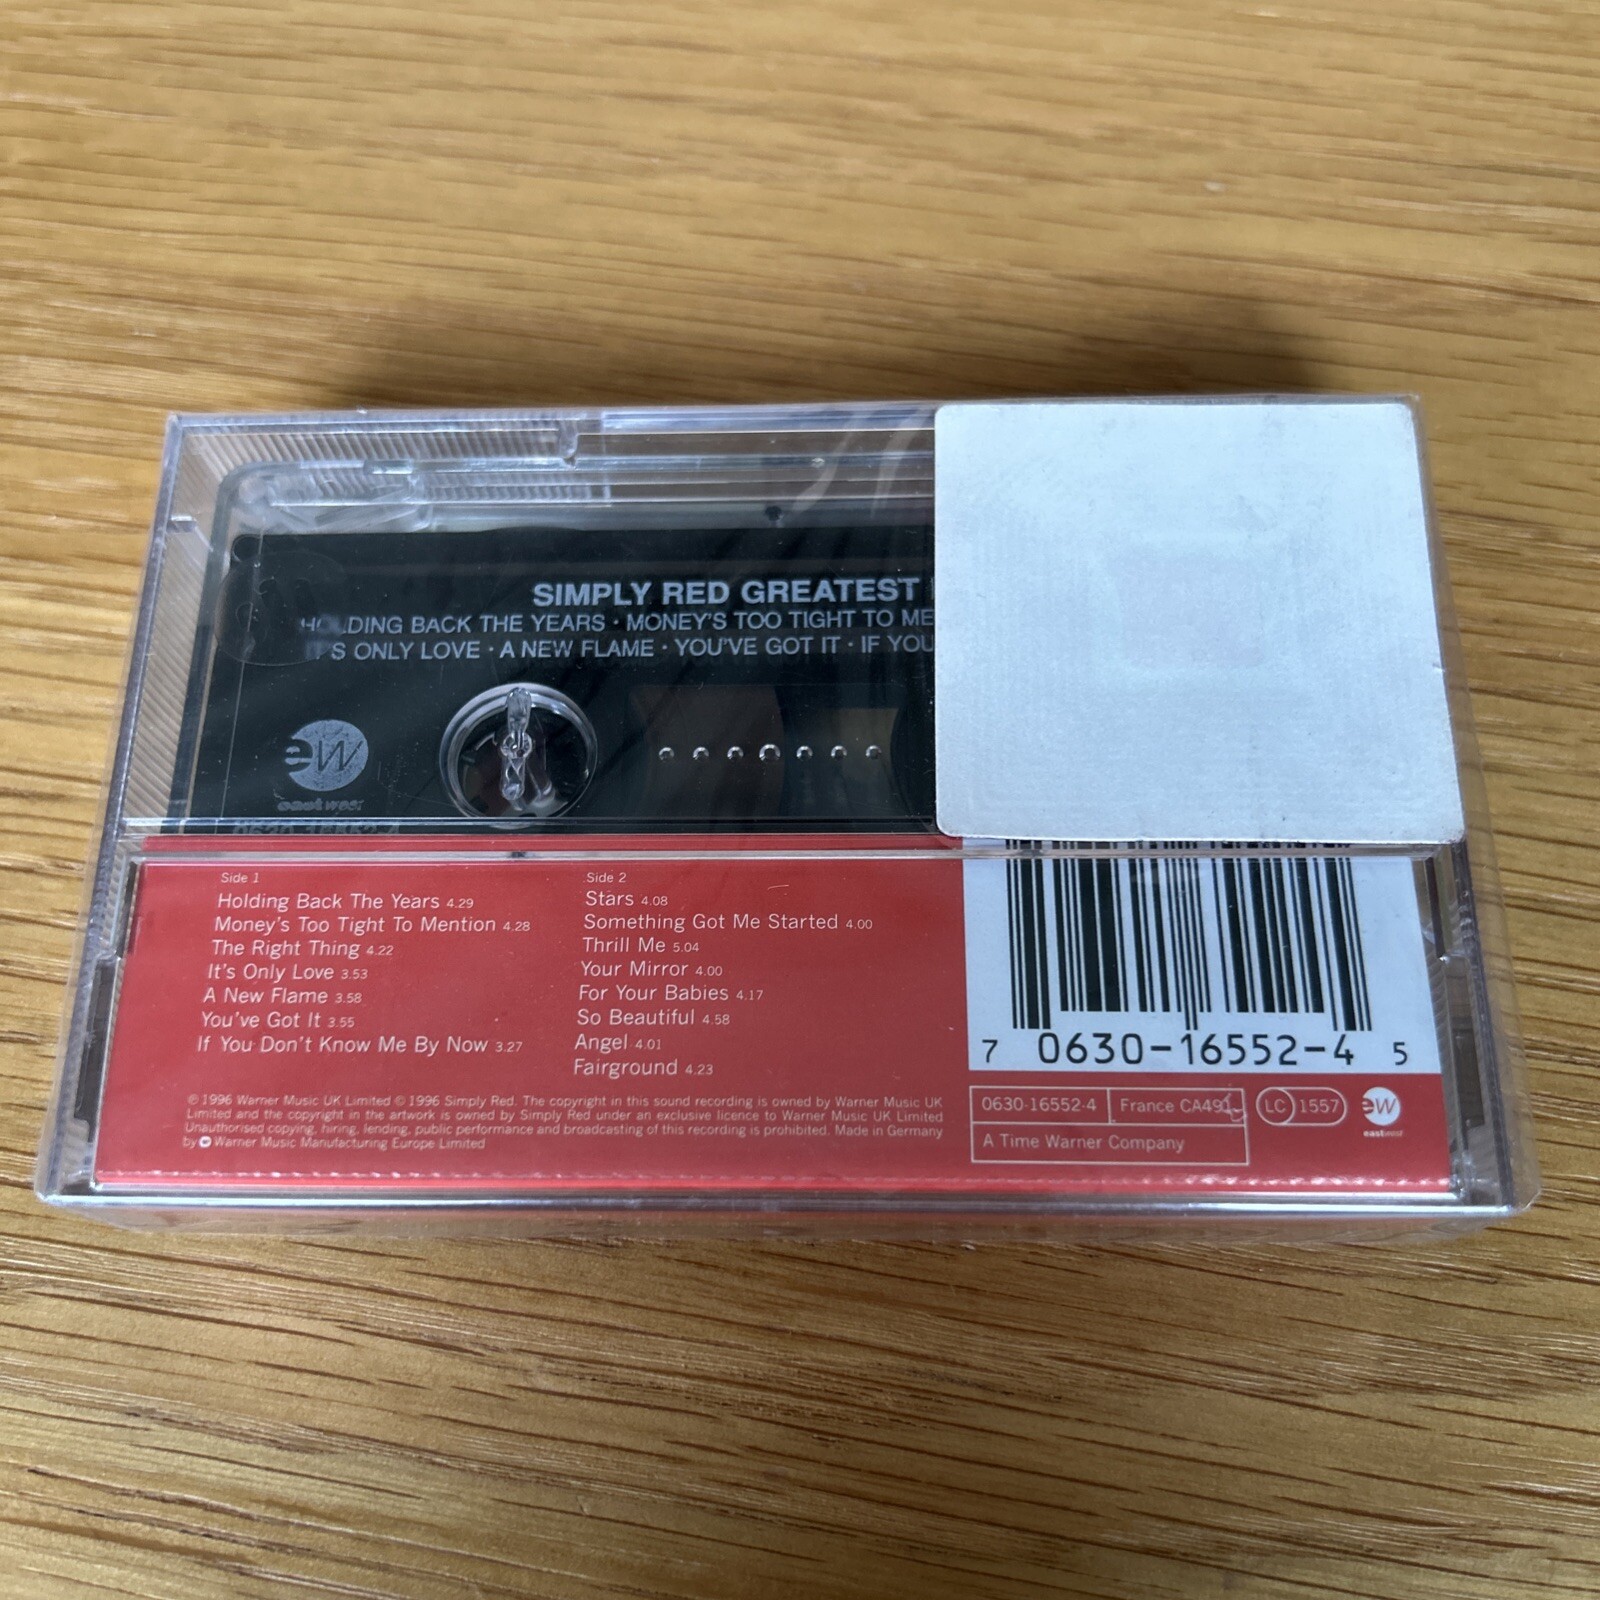 SIMPLY RED GREATEST
HOLDING BACK THE YEARS · MONEY'S TOO TIGHT TO ME
IT'S ONLY LOVE · A NEW FLAME · YOU'VE GOT IT · IF YOU
ew
eastwest
0630-16552-4
Side 1
Holding Back The Years 4.29
Money's Too Tight To Mention 4.28
The Right Thing 4.22
It's Only Love 3.53
A New Flame 3.58
You've Got It 3.55
If You Don't Know Me By Now 3.27
Side 2
Stars 4.08
Something Got Me Started 4.00
Thrill Me 5.04
Your Mirror 4.00
For Your Babies 4.17
So Beautiful 4.58
Angel 4.01
Fairground 4.23
℗ 1996 Warner Music UK Limited © 1996 Simply Red. The copyright in this sound recording is owned by Warner Music UK
Limited and the copyright in the artwork is owned by Simply Red under an exclusive licence to Warner Music UK Limited
Unauthorised copying, hiring, lending, public performance and broadcasting of this recording is prohibited. Made in Germany
by Warner Music Manufacturing Europe Limited
7 0630-16552-4 5
0630-16552-4 France CA491
A Time Warner Company
LC 1557
ew
eastwest